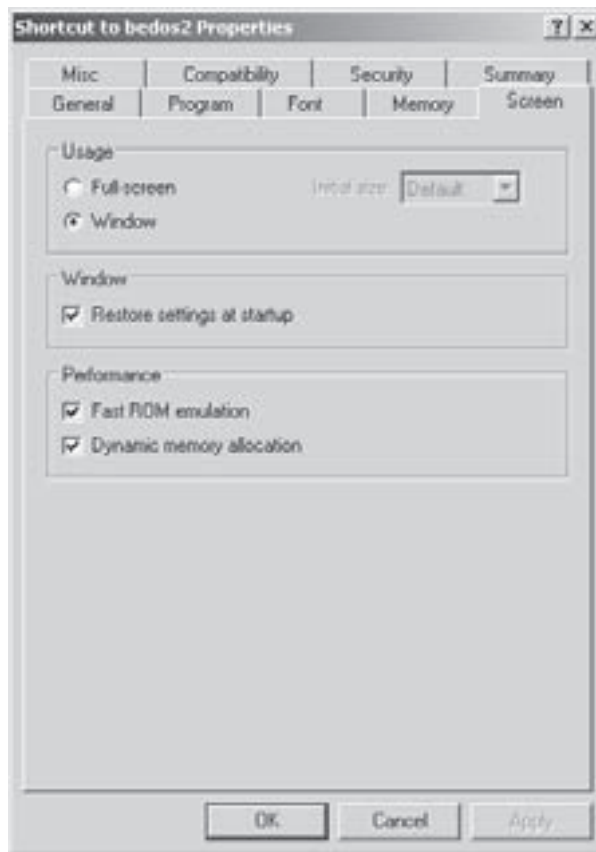 Shortcut to bedos2 Properties
Misc Compatibility Security Summary
General Program Font Memory Screen
Usage
Full-screen Initial size: Default
Window
Window
Restore settings at startup
Performance
Fast ROM emulation
Dynamic memory allocation
OK Cancel Apply